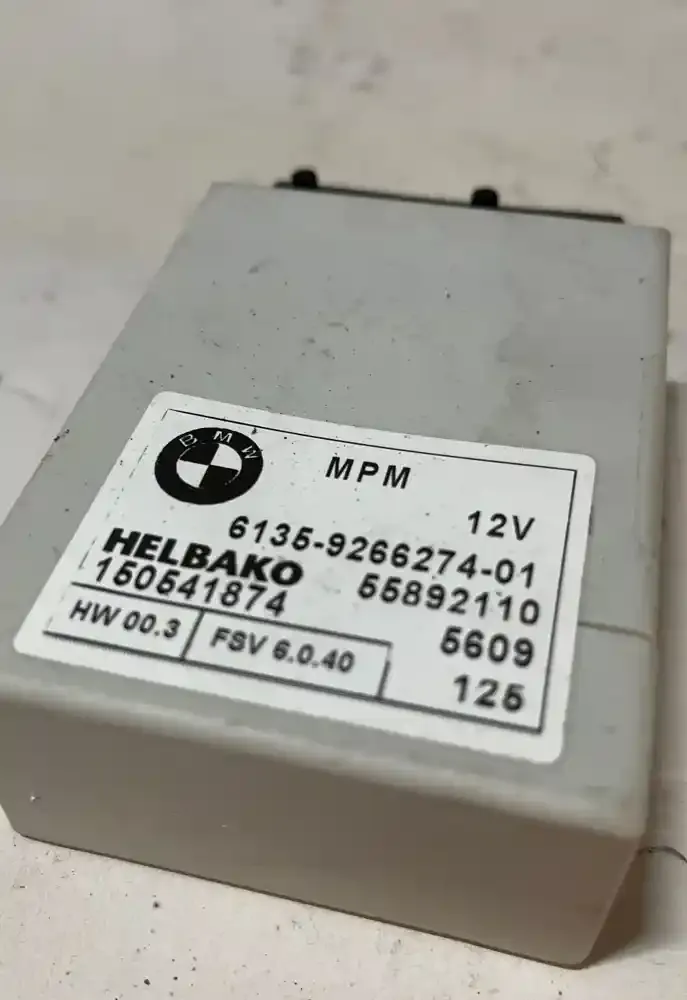 BMW
MPM
12V
6135-9266274-01
HELBAKO 55892110
150541874 5609
HW 00.3 FSV 6.0.40 125